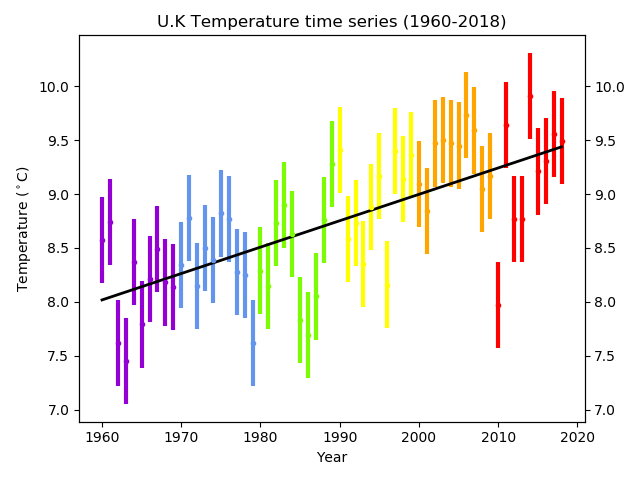 U.K Temperature time series (1960-2018)
10.0 10.0
9.5 9.5
9.0 9.0
8.5 8.5
8.0 8.0
7.5 7.5
7.0 7.0
Temperature (°C)
1960 1970 1980 1990 2000 2010 2020
Year